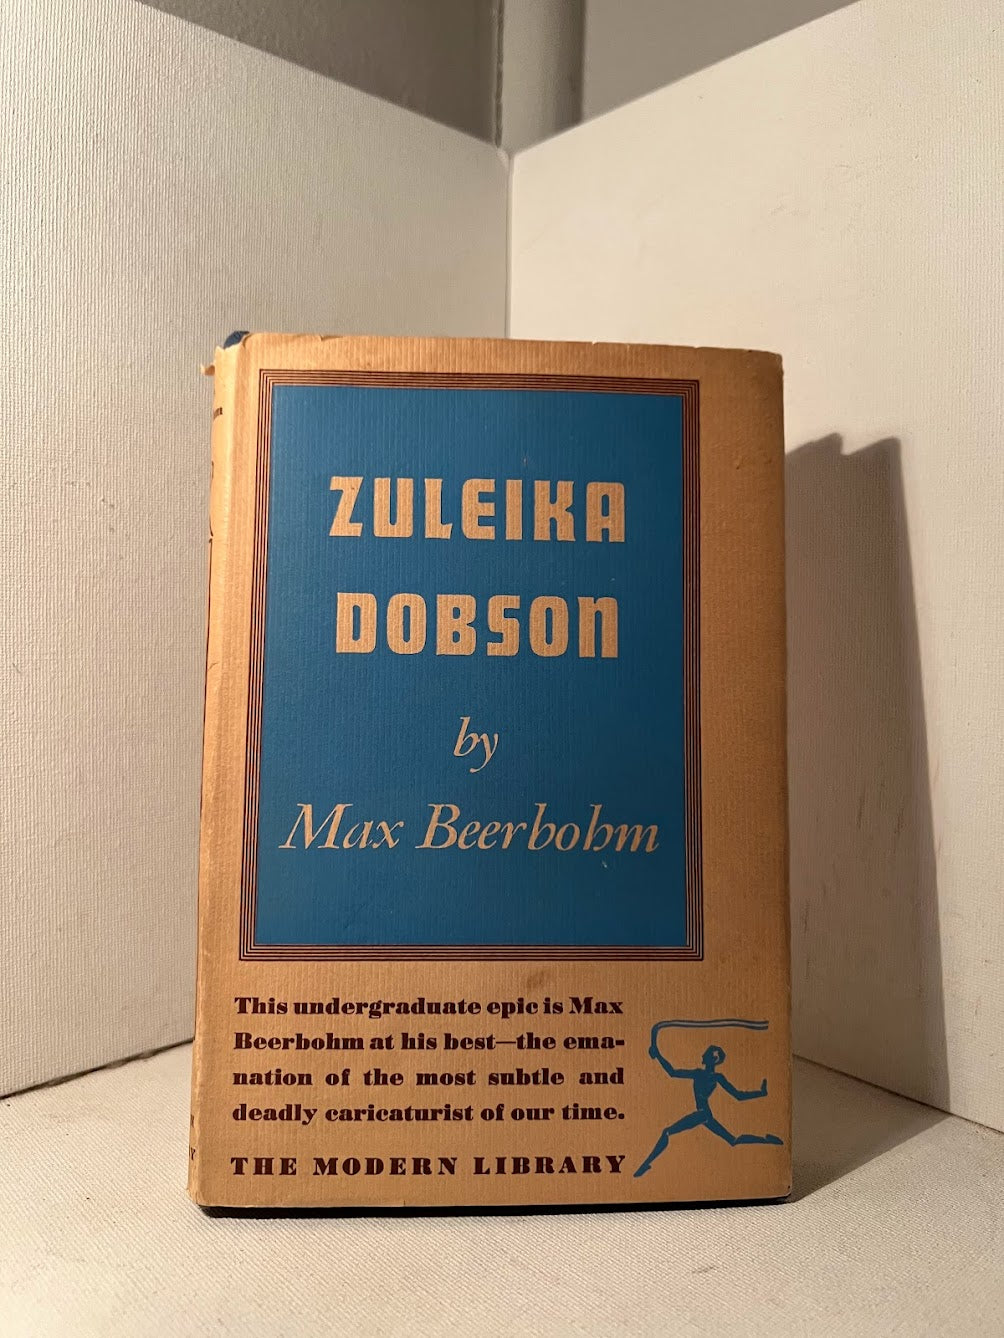 ZULEIKA
DOBSON
by
Max Beerbohm
This undergraduate epic is Max
Beerbohm at his best—the ema-
nation of the most subtle and
deadly caricaturist of our time.
THE MODERN LIBRARY